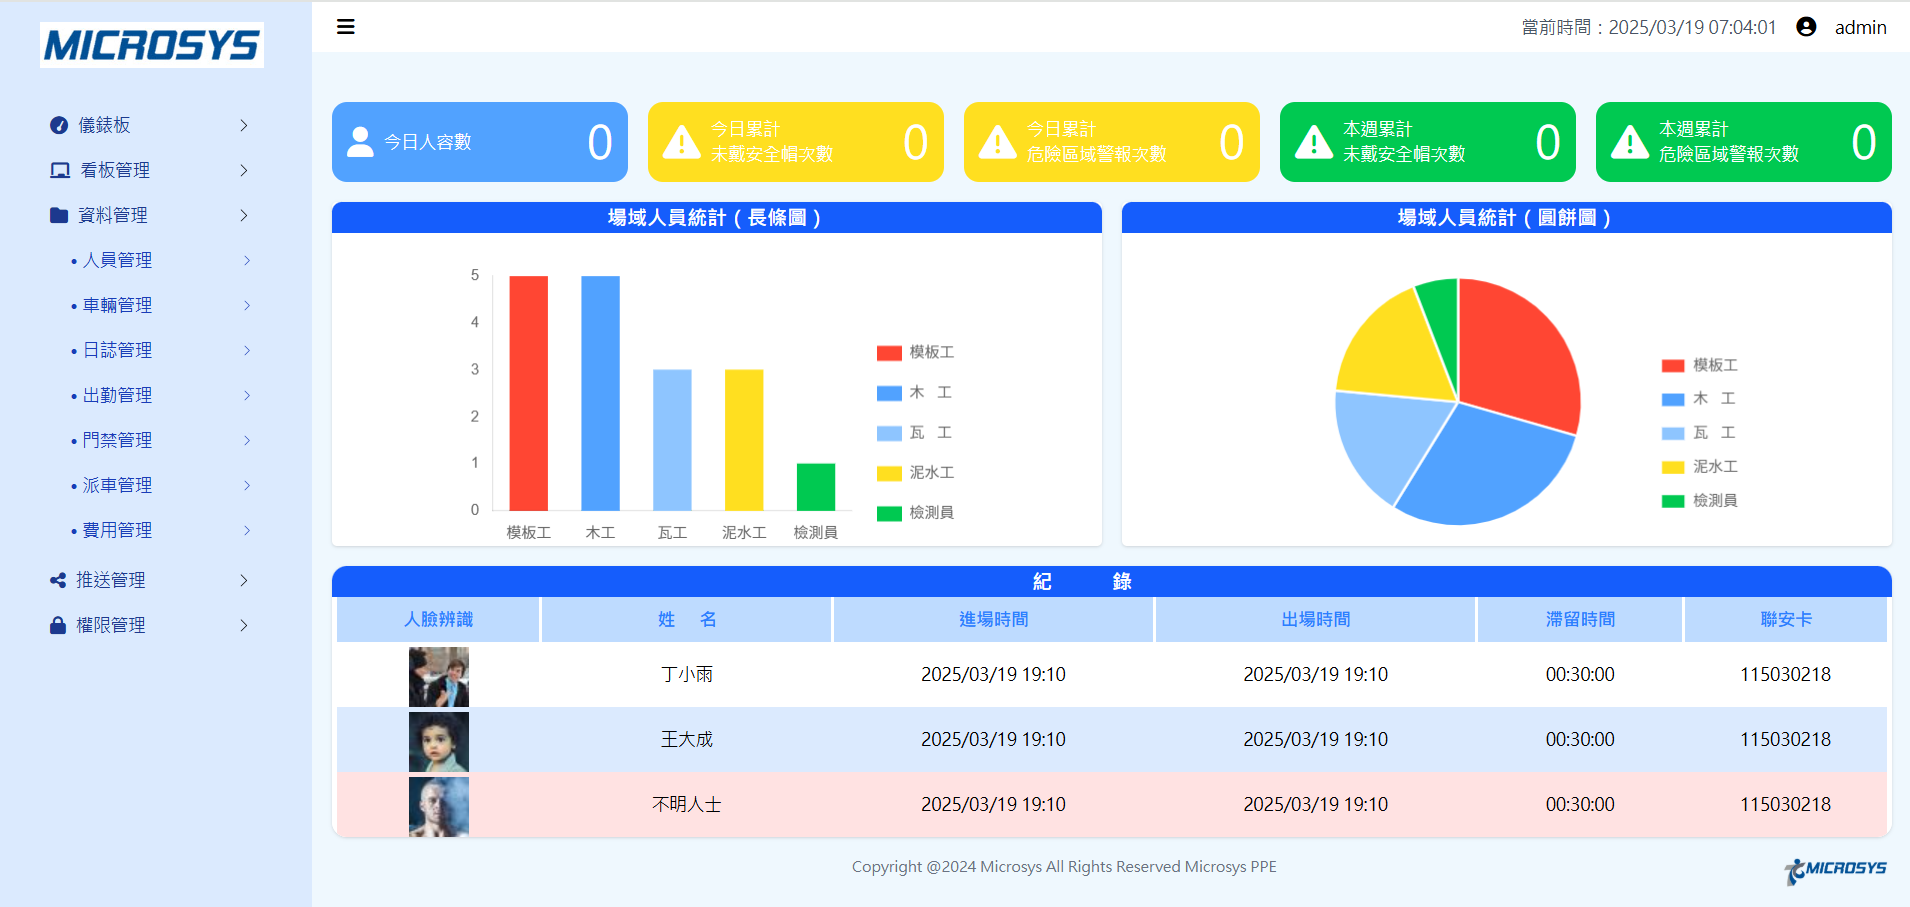 MICROSYS
當前時間：2025/03/19 07:04:01
admin
儀錶板
看板管理
資料管理
• 人員管理
• 車輛管理
• 日誌管理
• 出勤管理
• 門禁管理
• 派車管理
• 費用管理
推送管理
權限管理
今日人容數
0
今日累計
未戴安全帽次數
0
今日累計
危險區域警報次數
0
本週累計
未戴安全帽次數
0
本週累計
危險區域警報次數
0
場域人員統計 ( 長條圖 )
5
4
3
2
1
0
模板工 木工 瓦工 泥水工 檢測員
模板工
木 工
瓦 工
泥水工
檢測員
場域人員統計 ( 圓餅圖 )
模板工
木 工
瓦 工
泥水工
檢測員
紀 錄
人臉辨識 姓 名 進場時間 出場時間 滯留時間 聯安卡
丁小雨 2025/03/19 19:10 2025/03/19 19:10 00:30:00 115030218
王大成 2025/03/19 19:10 2025/03/19 19:10 00:30:00 115030218
不明人士 2025/03/19 19:10 2025/03/19 19:10 00:30:00 115030218
Copyright @2024 Microsys All Rights Reserved Microsys PPE
MICROSYS